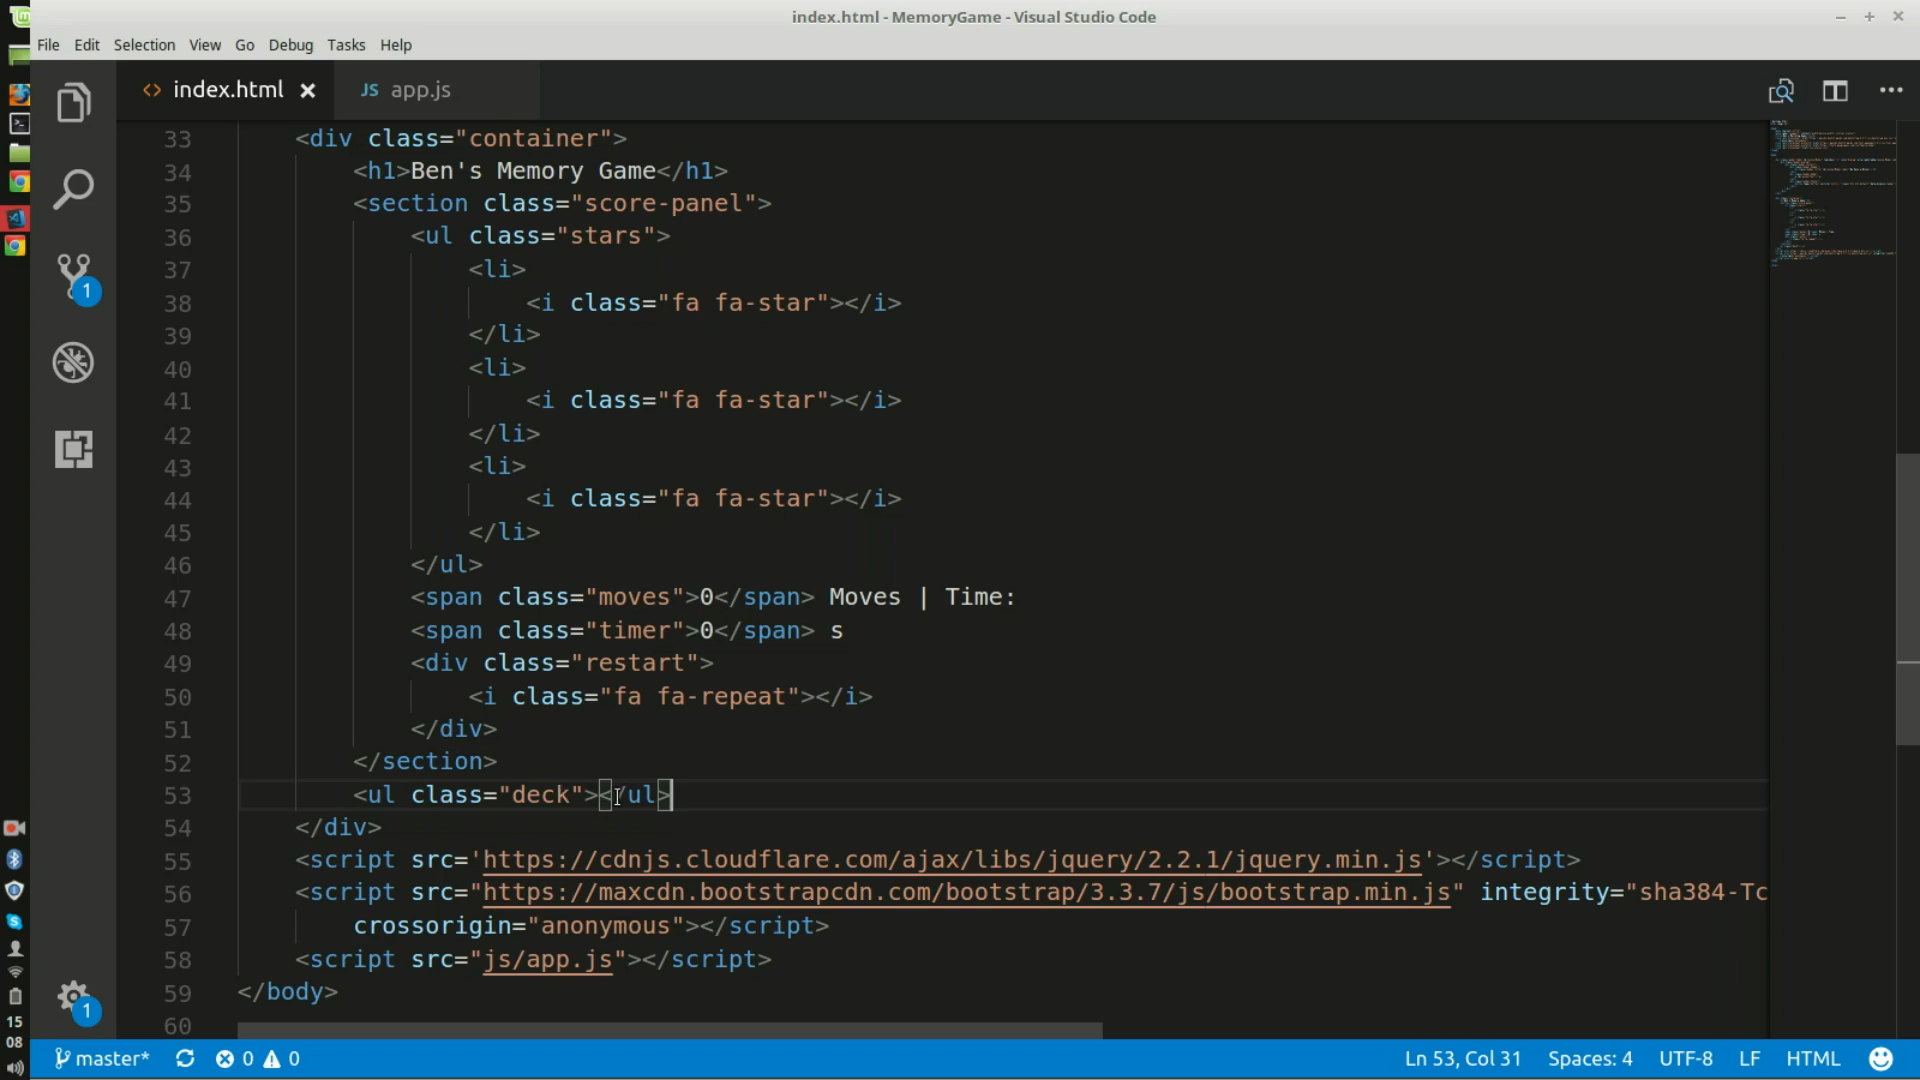 index.html - MemoryGame - Visual Studio Code
File Edit Selection View Go Debug Tasks Help
<> index.html × JS app.js
33 <div class="container">
34 <h1>Ben's Memory Game</h1>
35 <section class="score-panel">
36 <ul class="stars">
37 <li>
38 <i class="fa fa-star"></i>
39 </li>
40 <li>
41 <i class="fa fa-star"></i>
42 </li>
43 <li>
44 <i class="fa fa-star"></i>
45 </li>
46 </ul>
47 <span class="moves">0</span> Moves | Time:
48 <span class="timer">0</span> s
49 <div class="restart">
50 <i class="fa fa-repeat"></i>
51 </div>
52 </section>
53 <ul class="deck"></ul>
54 </div>
55 <script src='https://cdnjs.cloudflare.com/ajax/libs/jquery/2.2.1/jquery.min.js'></script>
56 <script src="https://maxcdn.bootstrapcdn.com/bootstrap/3.3.7/js/bootstrap.min.js" integrity="sha384-Tc
57 crossorigin="anonymous"></script>
58 <script src="js/app.js"></script>
59 </body>
60
1
1
15
08
master* 0 0 Ln 53, Col 31 Spaces: 4 UTF-8 LF HTML